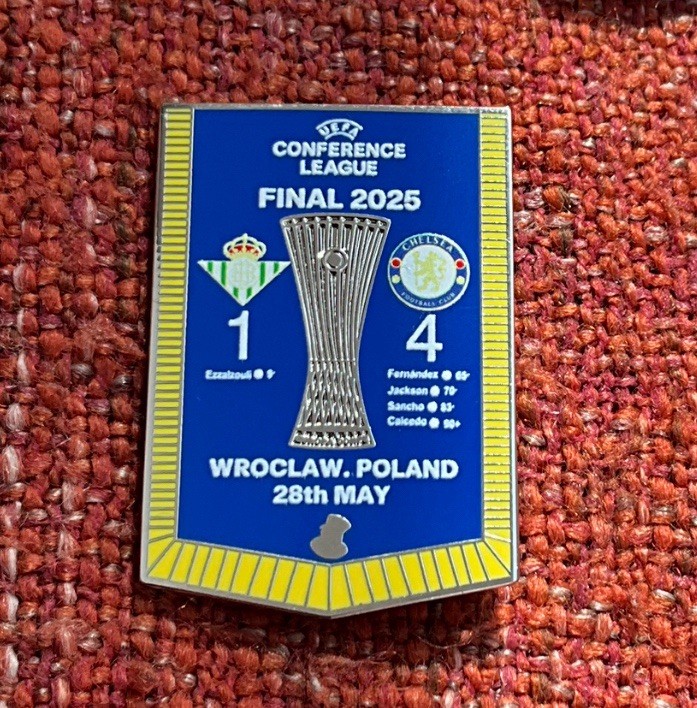 UEFA
CONFERENCE
LEAGUE
FINAL 2025
CHELSEA
FOOTBALL CLUB
1
4
Ezzalzouli 9'
Fernández 65'
Jackson 70'
Sancho 83'
Caicedo 90+
WROCLAW. POLAND
28th MAY